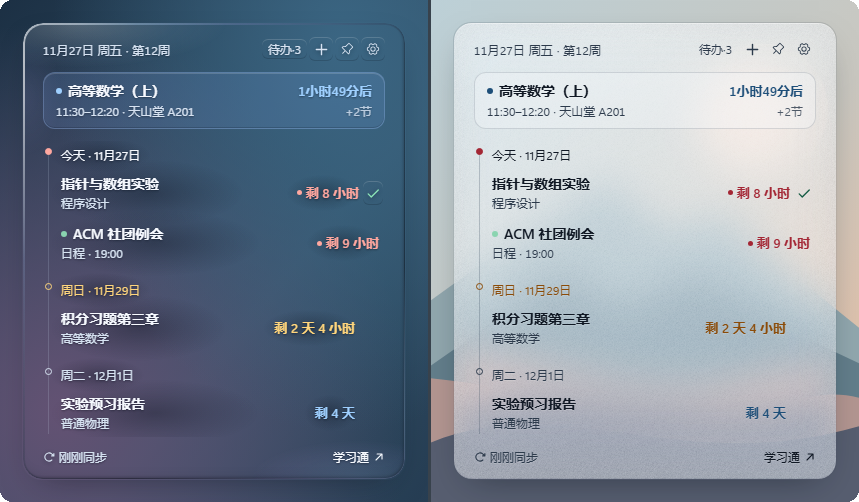 11月27日 周五 · 第12周
待办·3
高等数学（上）
1小时49分后
11:30–12:20 · 天山堂 A201
+2节
今天 · 11月27日
指针与数组实验
剩 8 小时
程序设计
ACM 社团例会
剩 9 小时
日程 · 19:00
周日 · 11月29日
积分习题第三章
剩 2 天 4 小时
高等数学
周二 · 12月1日
实验预习报告
剩 4 天
普通物理
刚刚同步
学习通
11月27日 周五 · 第12周
待办·3
高等数学（上）
1小时49分后
11:30–12:20 · 天山堂 A201
+2节
今天 · 11月27日
指针与数组实验
剩 8 小时
程序设计
ACM 社团例会
剩 9 小时
日程 · 19:00
周日 · 11月29日
积分习题第三章
剩 2 天 4 小时
高等数学
周二 · 12月1日
实验预习报告
剩 4 天
普通物理
刚刚同步
学习通